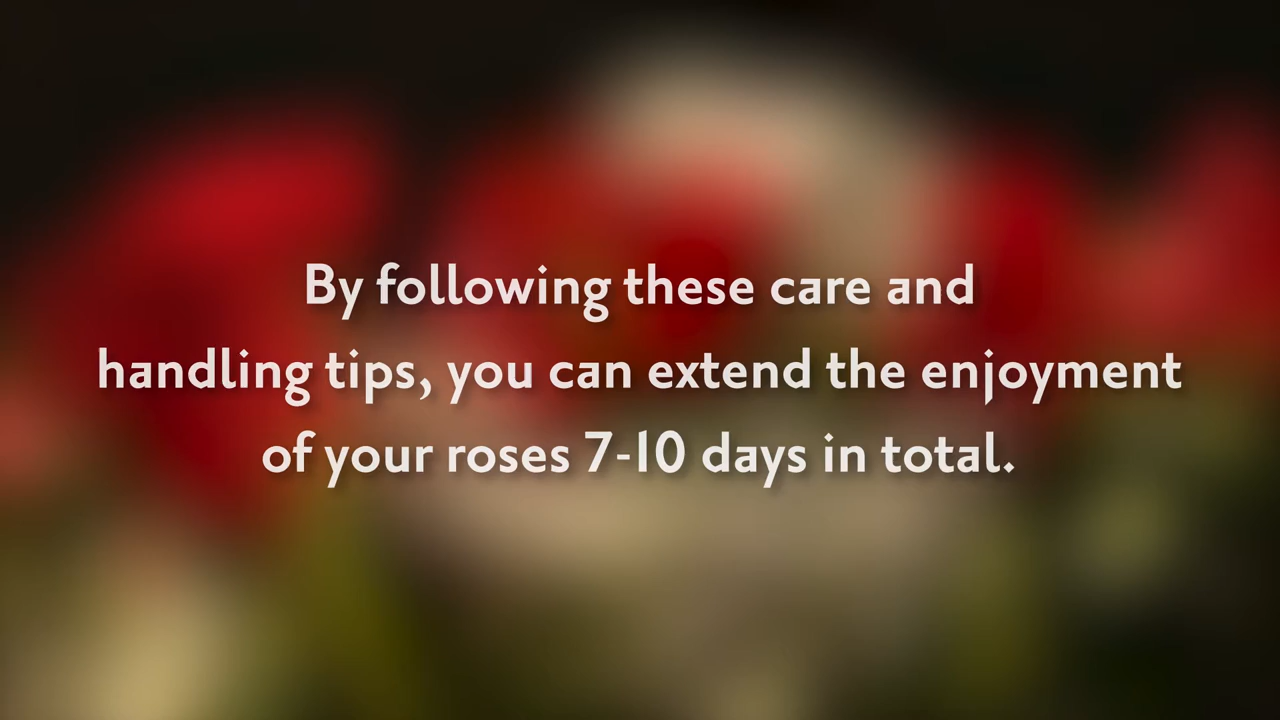 By following these care and
handling tips, you can extend the enjoyment
of your roses 7-10 days in total.